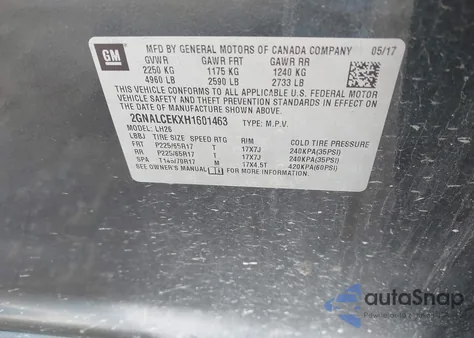 GM
MFD BY GENERAL MOTORS OF CANADA COMPANY 05/17
GVWR GAWR FRT GAWR RR
2250 KG 1175 KG 1240 KG
4960 LB 2590 LB 2733 LB
THIS VEHICLE CONFORMS TO ALL APPLICABLE U.S. FEDERAL MOTOR
VEHICLE SAFETY AND THEFT PREVENTION STANDARDS IN EFFECT ON
THE DATE OF MANUFACTURE SHOWN ABOVE.
2GNALCEKXH1601463 TYPE: M.P.V.
MODEL: LH26
TIRE SIZE SPEED RTG RIM COLD TIRE PRESSURE
FRT P225/65R17 T 17X7J 240KPA(35PSI)
RR P225/65R17 T 17X7J 240KPA(35PSI)
SPA T145/70R17 M 17X4.5T 420KPA(60PSI)
SEE OWNER'S MANUAL FOR MORE INFORMATION.
autoSnap